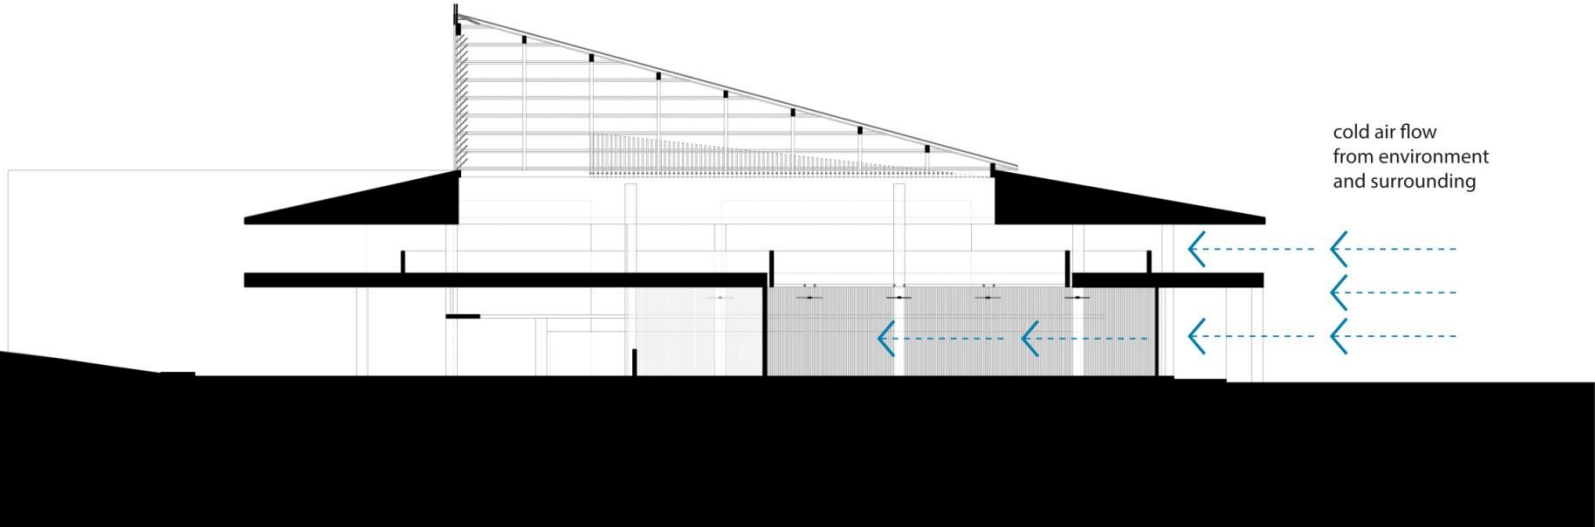 cold air flow
from environment
and surrounding